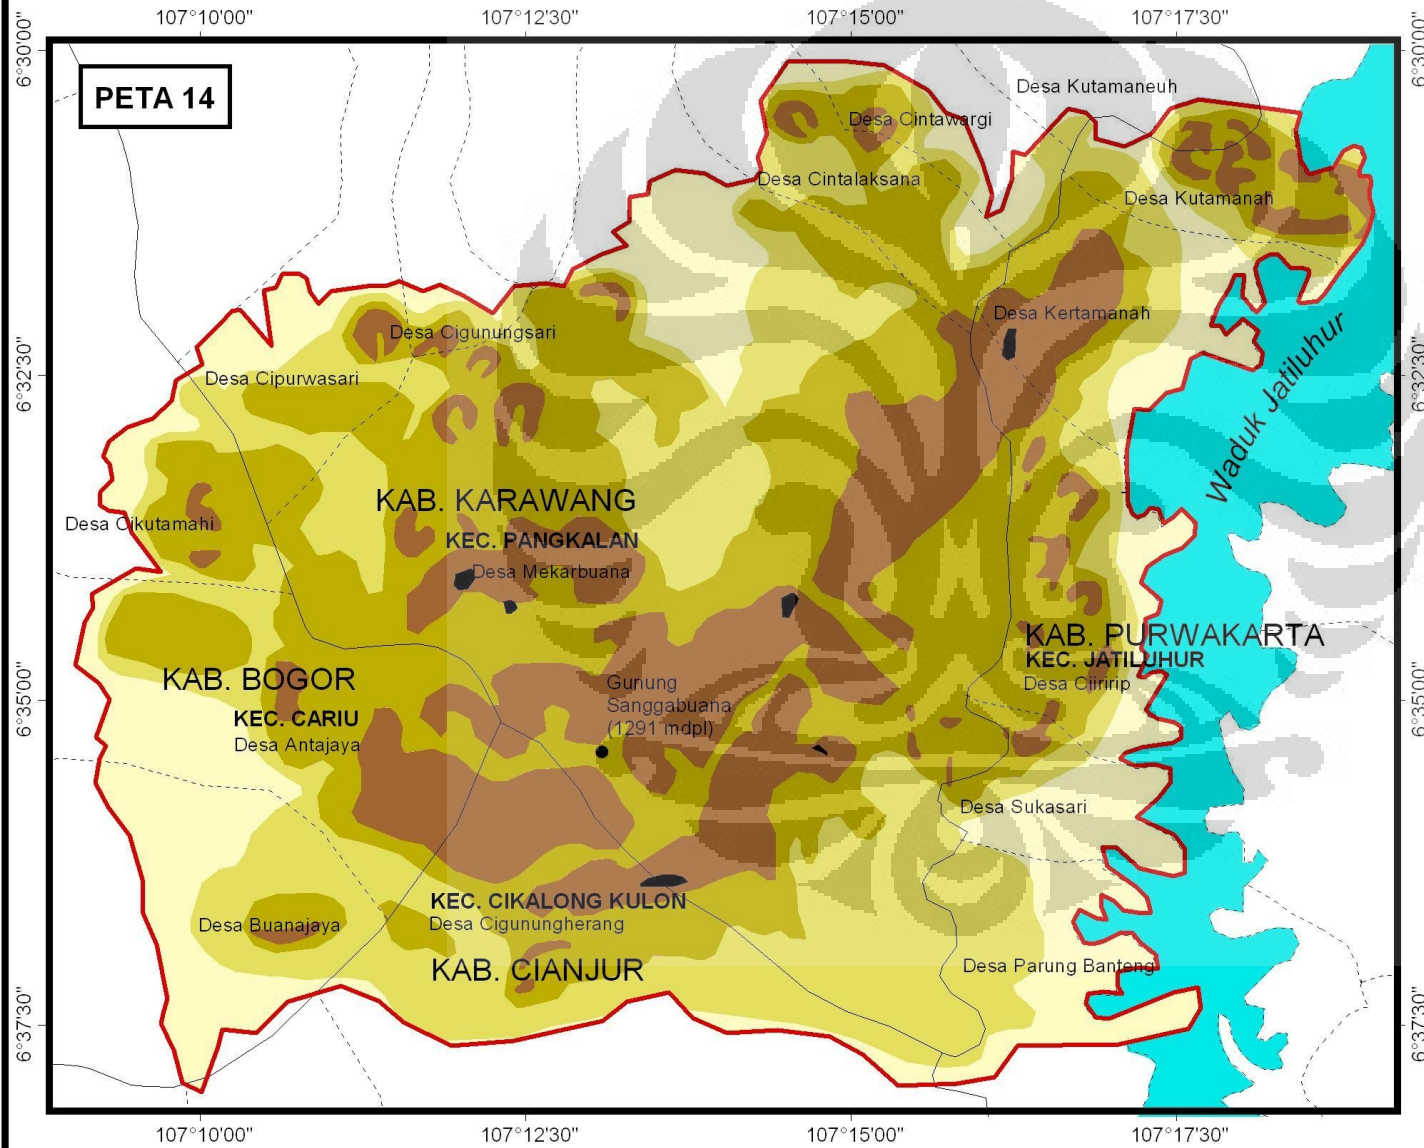 107°10'00"
107°12'30"
107°15'00"
107°17'30"
6°30'00"
6°30'00"
PETA 14
Desa Kutamaneuh
Desa Cintawargi
Desa Cintalaksana
Desa Kutamanah
Desa Kertamanah
Desa Cigunungsari
Waduk Jatiluhur
6°32'30"
6°32'30"
Desa Cipurwasari
KAB. KARAWANG
Desa Cikutamahi
KEC. PANGKALAN
Desa Mekarbuana
KAB. PURWAKARTA
KEC. JATILUHUR
Desa Ciiririp
KAB. BOGOR
Gunung
Sanggabuana
(1291 mdpl)
6°35'00"
6°35'00"
KEC. CARIU
Desa Antajaya
Desa Sukasari
KEC. CIKALONG KULON
Desa Cigunungherang
Desa Buanajaya
KAB. CIANJUR
Desa Parung Banteng
6°37'30"
6°37'30"
107°10'00"
107°12'30"
107°15'00"
107°17'30"